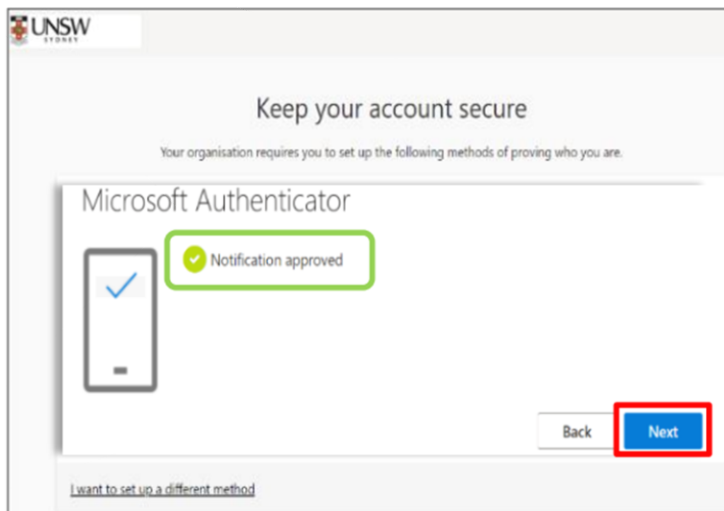 UNSW
SYDNEY
Keep your account secure
Your organisation requires you to set up the following methods of proving who you are.
Microsoft Authenticator
Notification approved
Back Next
I want to set up a different method